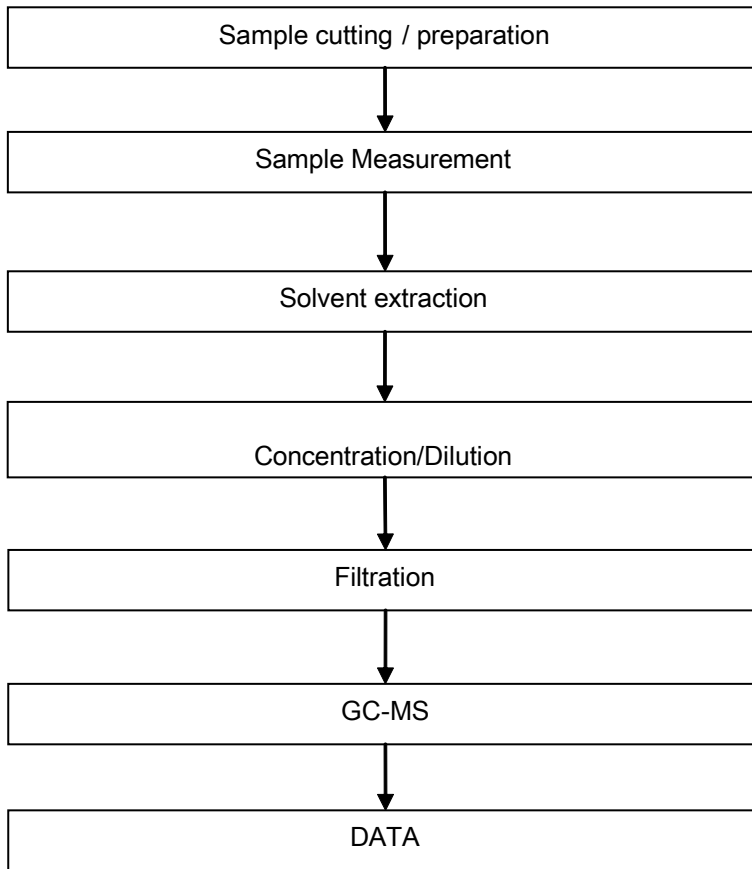 Sample cutting / preparation
Sample Measurement
Solvent extraction
Concentration/Dilution
Filtration
GC-MS
DATA